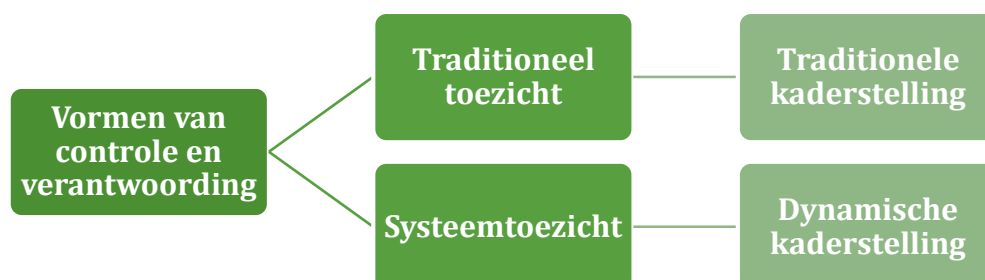 Vormen van
controle en
verantwoording
Traditioneel
toezicht
Traditionele
kaderstelling
Systeemtoezicht
Dynamische
kaderstelling